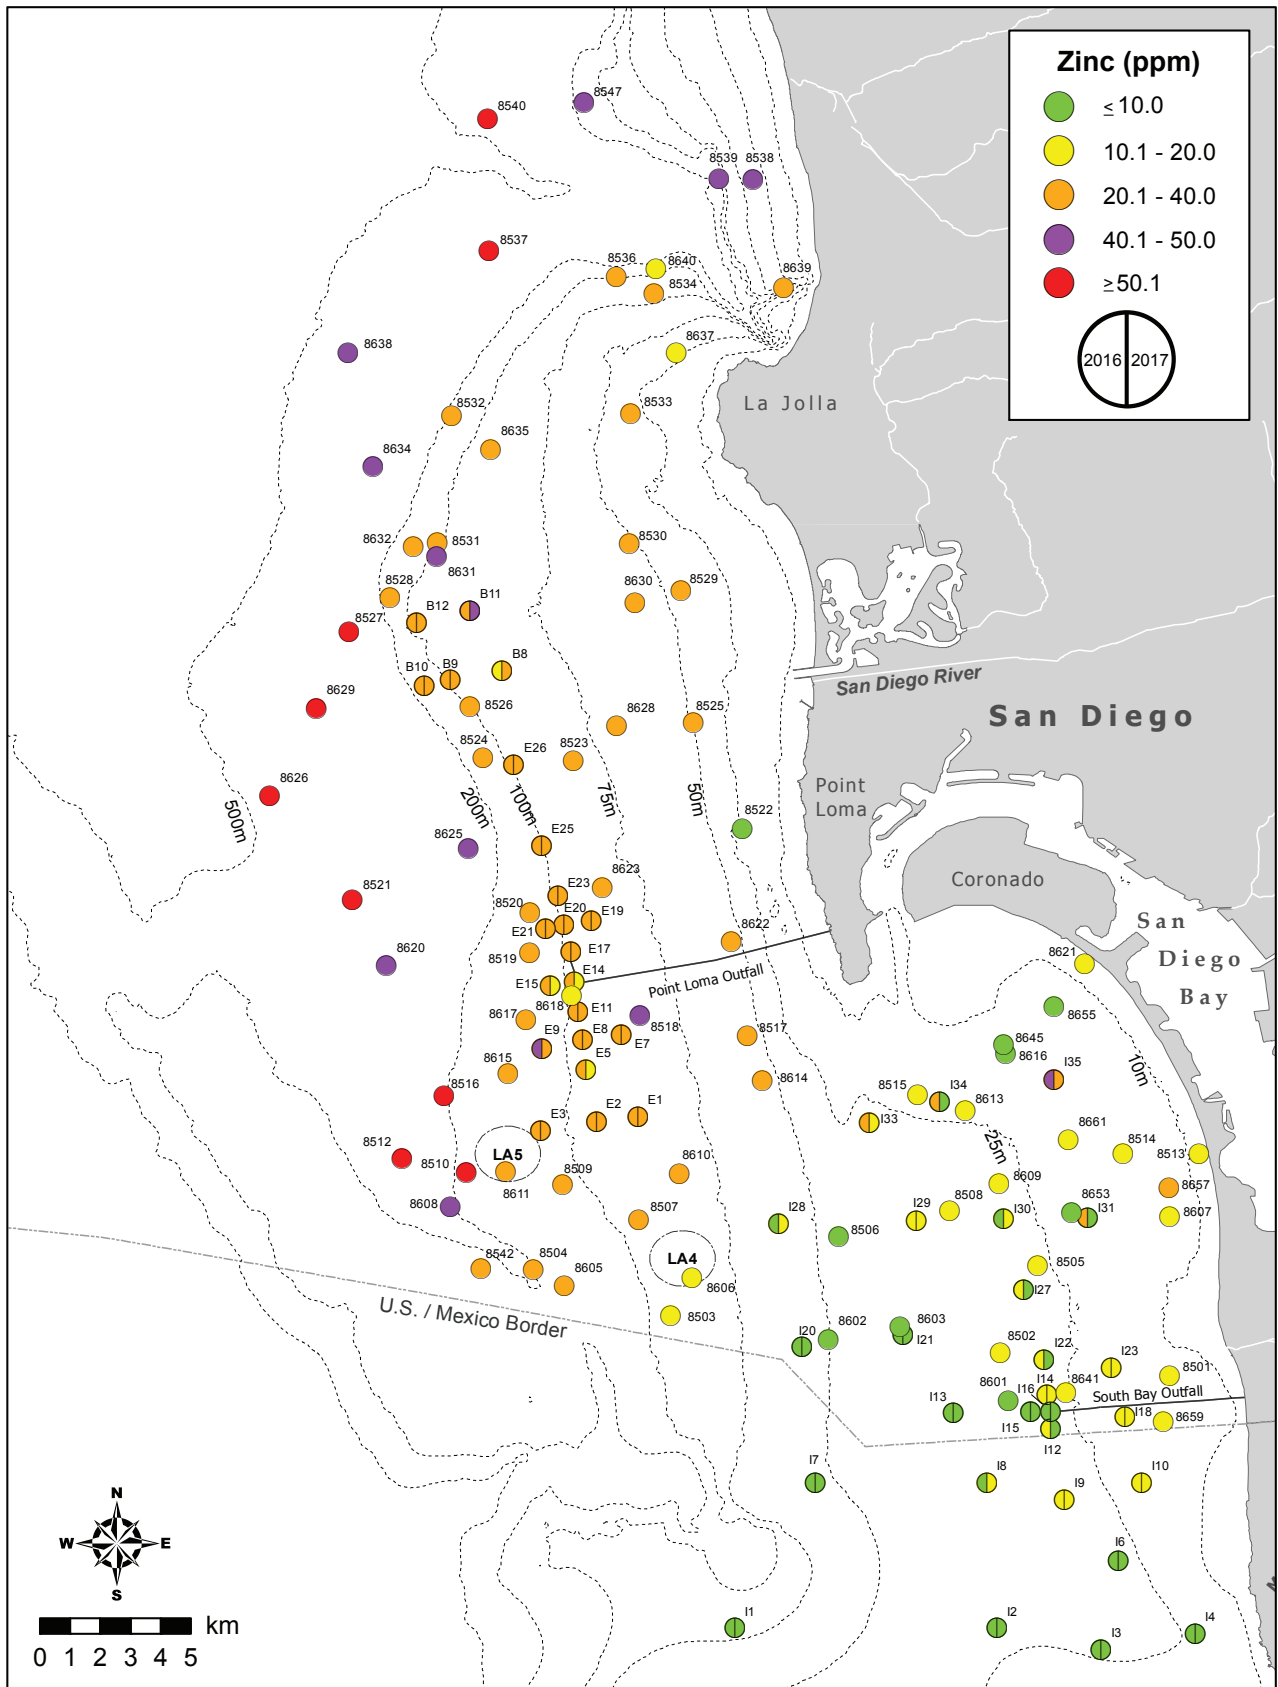 Zinc (ppm)
≤ 10.0
10.1 - 20.0
20.1 - 40.0
40.1 - 50.0
≥ 50.1
2016 2017
8540
8547
8539 8538
8537
8536
8640
8639
8534
8638
8637
La Jolla
8533
8532
8635
8634
8530
8632
8531
8631
8529
8528
8630
B12
B11
8527
B10
B9
B8
San Diego River
8629
8526
San Diego
8628
8525
8524
E26
8523
8626
Point
Loma
500m
200m
100m
75m
50m
8522
8625
E25
8623
Coronado
8521
E23
8520
E20
E19
E21
8622
San
Diego
Bay
8519
E17
8620
8621
E14
E15
Point Loma Outfall
8618
8617
E11
8655
8518
E9
E8
E7
8517
8645
8616
10m
E5
I35
8615
8614
8516
8515
I34
8613
E3
E2
E1
I33
8661
25m
8514
8513
LA5
8512
8510
8611
8509
8610
8609
8657
8608
8507
I28
I29
8508
I30
8653
I31
8607
8506
LA4
8542
8504
8605
8606
8505
I27
8503
U.S. / Mexico Border
I20
8602
8603
I21
8502
I22
I23
8501
I14
8641
South Bay Outfall
8601
I16
I13
I15
I18
8659
I12
I7
I8
I9
I10
I6
I1
I2
I3
I4
N
W E
S
km
0 1 2 3 4 5